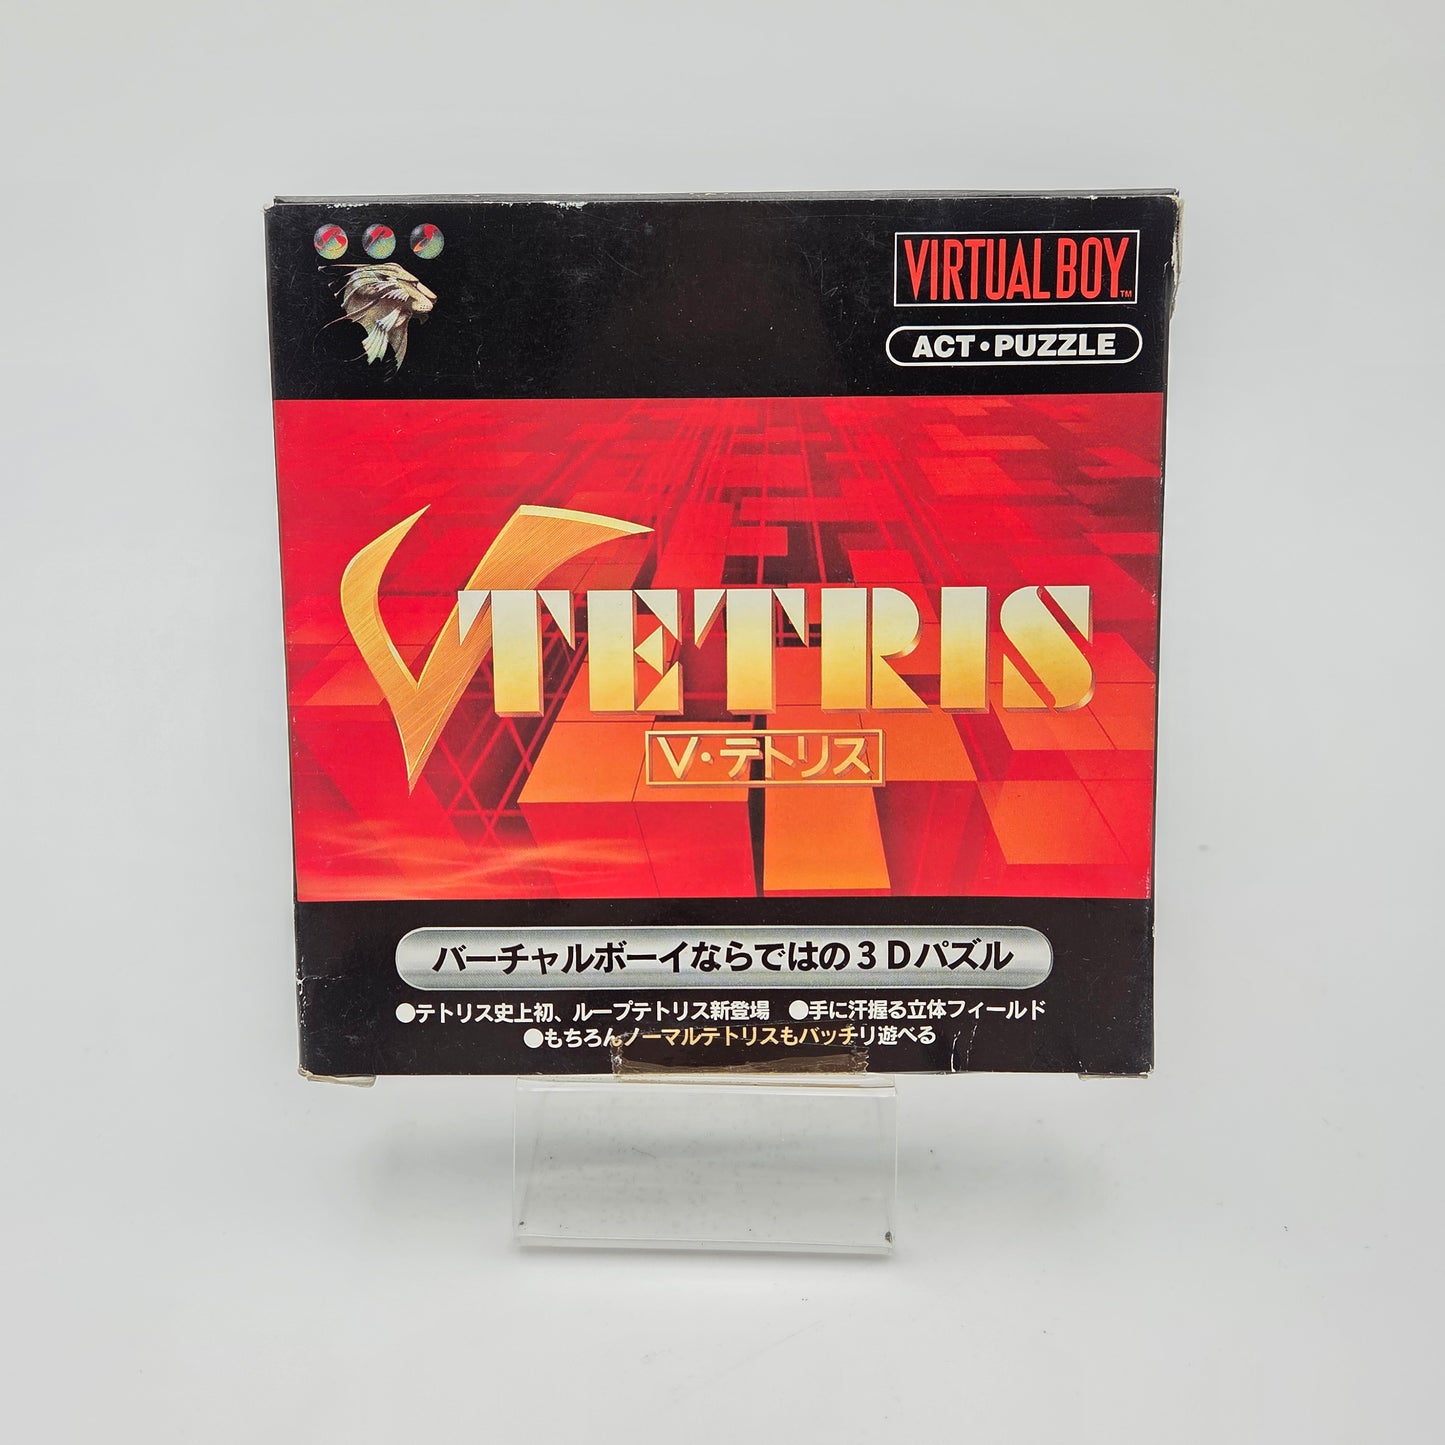 BPS
VIRTUAL BOY™
ACT・PUZZLE
V TETRIS
V・テトリス
バーチャルボーイならではの3Dパズル
●テトリス史上初、ループテトリス新登場 ●手に汗握る立体フィールド
●もちろんノーマルテトリスもバッチリ遊べる